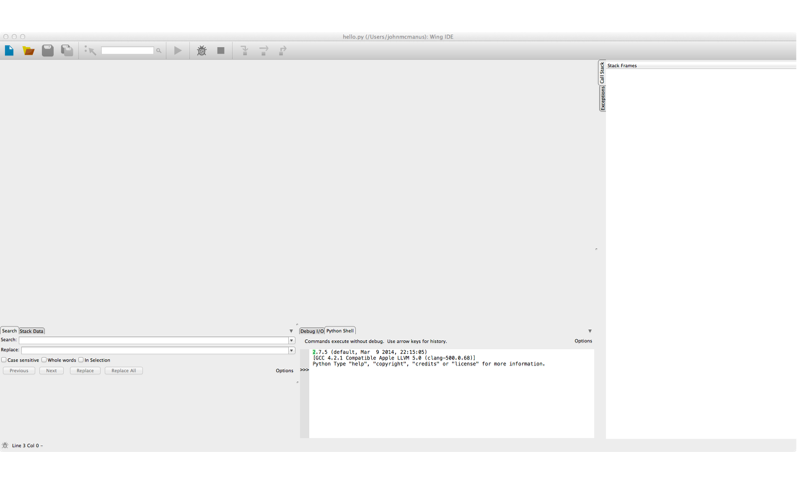 hello.py (/Users/johnmcmanus): Wing IDE
Call Stack
Exceptions
Stack Frames
Search Stack Data
Search:
Replace:
Case sensitive Whole words In Selection
Previous Next Replace Replace All Options
Debug I/O Python Shell
Commands execute without debug. Use arrow keys for history. Options
2.7.5 (default, Mar 9 2014, 22:15:05)
[GCC 4.2.1 Compatible Apple LLVM 5.0 (clang-500.0.68)]
Python Type "help", "copyright", "credits" or "license" for more information.
>>>
Line 3 Col 0 -